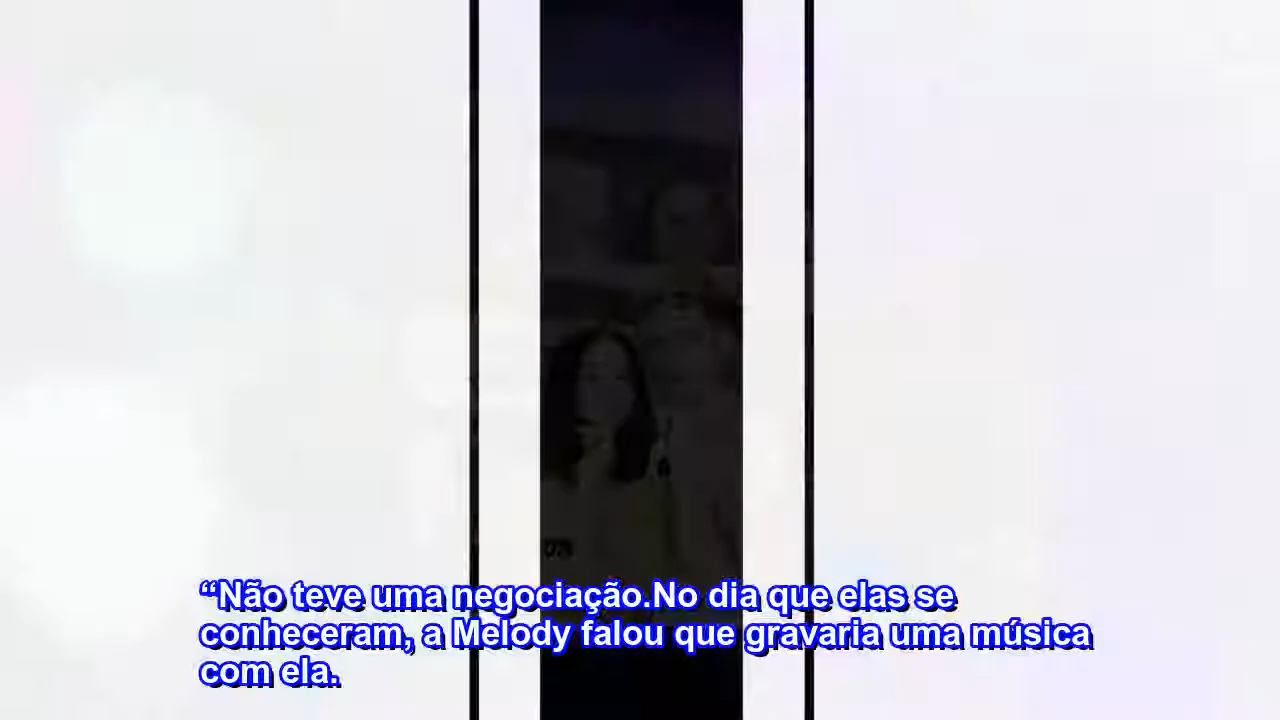 “Não teve uma negociação.No dia que elas se
conheceram, a Melody falou que gravaria uma música
com ela.